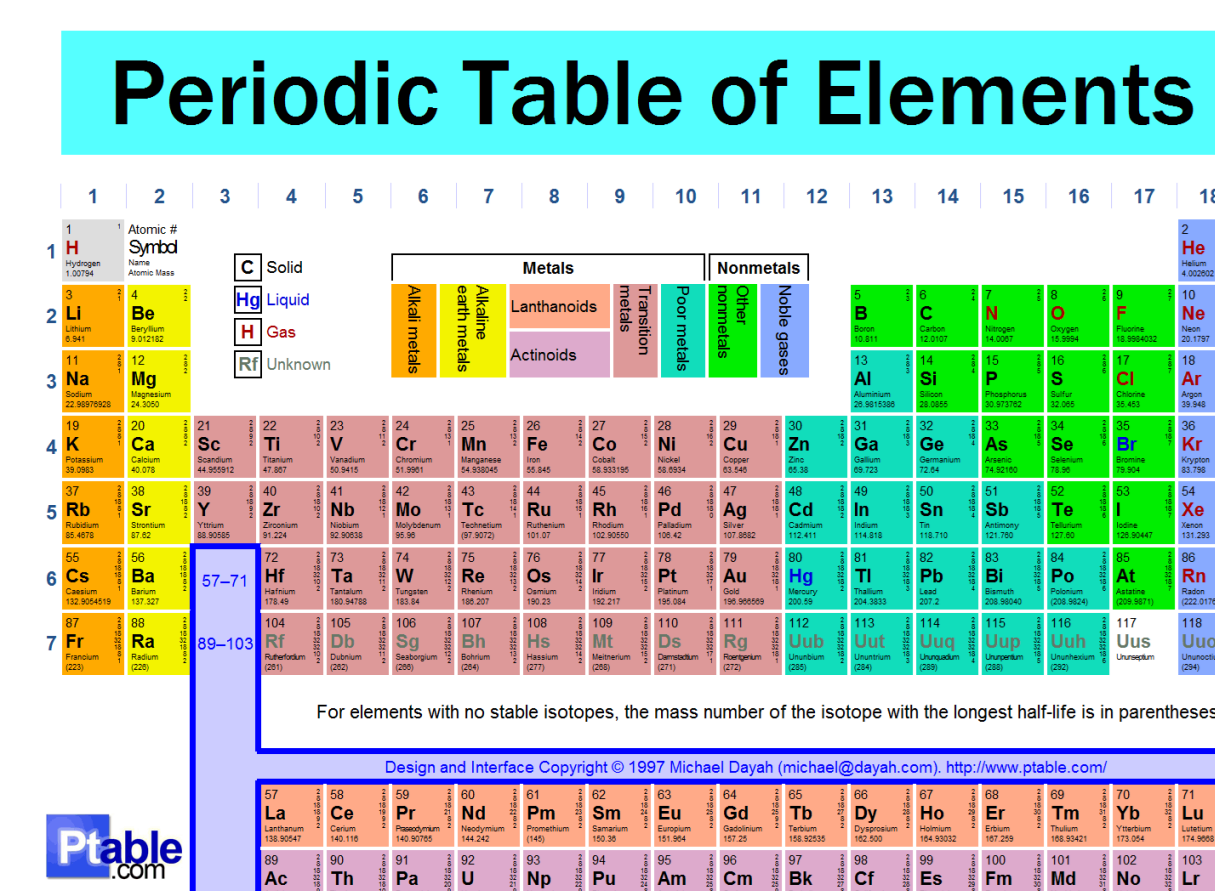 Periodic Table of Elements
1 2 3 4 5 6 7 8 9 10 11 12 13 14 15 16 17 18
1 H Hydrogen 1.00794
Atomic # Symbol Name Atomic Mass
C Solid
Hg Liquid
H Gas
Rf Unknown
Metals
Nonmetals
Alkali metals
Alkaline earth metals
Lanthanoids
Actinoids
Transition metals
Poor metals
Other nonmetals
Noble gases
2 He Helium 4.002602
3 Li Lithium 6.941
4 Be Beryllium 9.012182
5 B Boron 10.811
6 C Carbon 12.0107
7 N Nitrogen 14.0067
8 O Oxygen 15.9994
9 F Fluorine 18.9984032
10 Ne Neon 20.1797
11 Na Sodium 22.98976928
12 Mg Magnesium 24.3050
13 Al Aluminium 26.9815386
14 Si Silicon 28.0855
15 P Phosphorus 30.973762
16 S Sulfur 32.065
17 Cl Chlorine 35.453
18 Ar Argon 39.948
19 K Potassium 39.0983
20 Ca Calcium 40.078
21 Sc Scandium 44.955912
22 Ti Titanium 47.867
23 V Vanadium 50.9415
24 Cr Chromium 51.9961
25 Mn Manganese 54.938045
26 Fe Iron 55.845
27 Co Cobalt 58.933195
28 Ni Nickel 58.6934
29 Cu Copper 63.546
30 Zn Zinc 65.38
31 Ga Gallium 69.723
32 Ge Germanium 72.64
33 As Arsenic 74.92160
34 Se Selenium 78.96
35 Br Bromine 79.904
36 Kr Krypton 83.798
37 Rb Rubidium 85.4678
38 Sr Strontium 87.62
39 Y Yttrium 88.90585
40 Zr Zirconium 91.224
41 Nb Niobium 92.90638
42 Mo Molybdenum 95.96
43 Tc Technetium (97.9072)
44 Ru Ruthenium 101.07
45 Rh Rhodium 102.90550
46 Pd Palladium 106.42
47 Ag Silver 107.8682
48 Cd Cadmium 112.411
49 In Indium 114.818
50 Sn Tin 118.710
51 Sb Antimony 121.760
52 Te Tellurium 127.60
53 I Iodine 126.90447
54 Xe Xenon 131.293
55 Cs Caesium 132.9054519
56 Ba Barium 137.327
57–71
72 Hf Hafnium 178.49
73 Ta Tantalum 180.94788
74 W Tungsten 183.84
75 Re Rhenium 186.207
76 Os Osmium 190.23
77 Ir Iridium 192.217
78 Pt Platinum 195.084
79 Au Gold 196.966569
80 Hg Mercury 200.59
81 Tl Thallium 204.3833
82 Pb Lead 207.2
83 Bi Bismuth 208.98040
84 Po Polonium (208.9824)
85 At Astatine (209.9871)
86 Rn Radon (222.0176
87 Fr Francium (223)
88 Ra Radium (226)
89–103
104 Rf Rutherfordium (261)
105 Db Dubnium (262)
106 Sg Seaborgium (266)
107 Bh Bohrium (264)
108 Hs Hassium (277)
109 Mt Meitnerium (268)
110 Ds Darmstadtium (271)
111 Rg Roentgenium (272)
112 Uub Ununbium (285)
113 Uut Ununtrium (284)
114 Uuq Ununquadium (289)
115 Uup Ununpentium (288)
116 Uuh Ununhexium (292)
117 Uus Ununseptium
118 Uuo Ununoctiu (294)
For elements with no stable isotopes, the mass number of the isotope with the longest half-life is in parentheses
Design and Interface Copyright © 1997 Michael Dayah (michael@dayah.com). http://www.ptable.com/
57 La Lanthanum 138.90547
58 Ce Cerium 140.116
59 Pr Praseodymium 140.90765
60 Nd Neodymium 144.242
61 Pm Promethium (145)
62 Sm Samarium 150.36
63 Eu Europium 151.964
64 Gd Gadolinium 157.25
65 Tb Terbium 158.92535
66 Dy Dysprosium 162.500
67 Ho Holmium 164.93032
68 Er Erbium 167.259
69 Tm Thulium 168.93421
70 Yb Ytterbium 173.054
71 Lu Lutetium 174.9668
89 Ac
90 Th
91 Pa
92 U
93 Np
94 Pu
95 Am
96 Cm
97 Bk
98 Cf
99 Es
100 Fm
101 Md
102 No
103 Lr
Ptable
.com